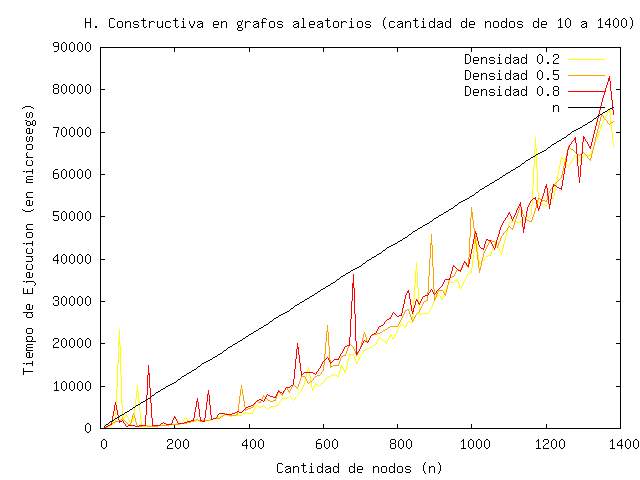 H. Constructiva en grafos aleatorios (cantidad de nodos de 10 a 1400)
90000
80000
70000
60000
50000
40000
30000
20000
10000
0
Tiempo de Ejecucion (en microsegs)
Densidad 0.2
Densidad 0.5
Densidad 0.8
n
0 200 400 600 800 1000 1200 1400
Cantidad de nodos (n)